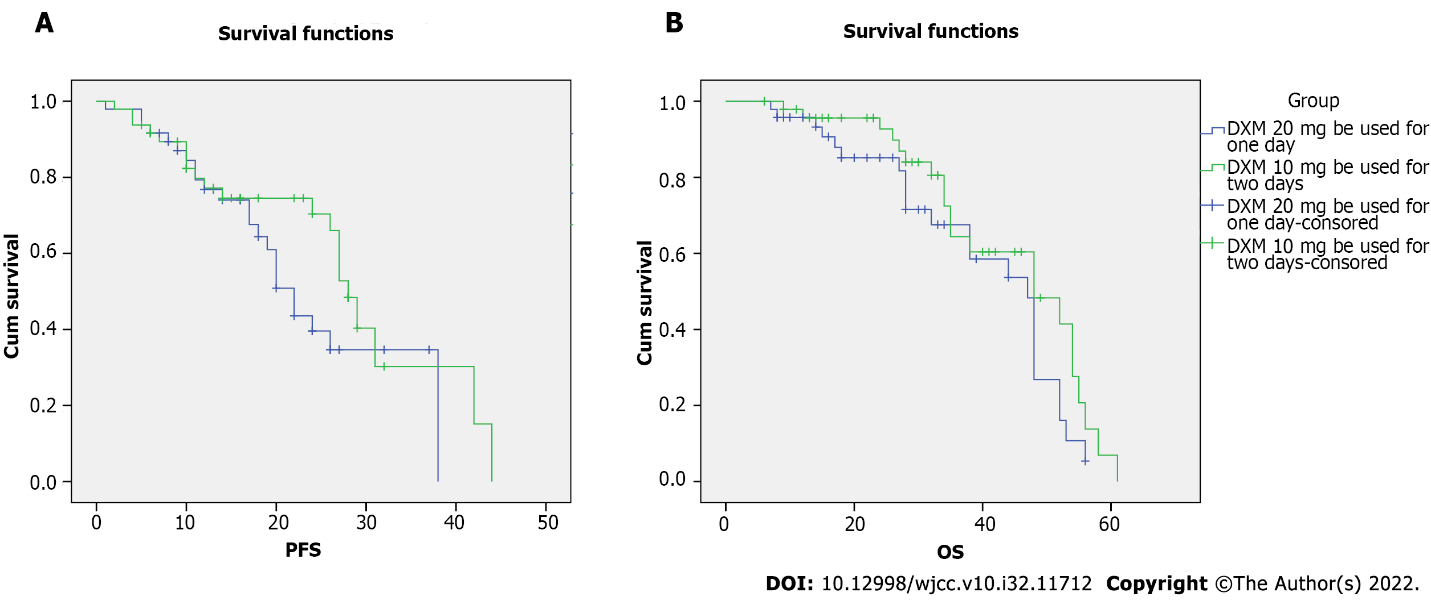 A
Survival functions
Cum survival
1.0
0.8
0.6
0.4
0.2
0.0
0 10 20 30 40 50
PFS
B
Survival functions
Cum survival
1.0
0.8
0.6
0.4
0.2
0.0
0 20 40 60
OS
Group
DXM 20 mg be used for
one day
DXM 10 mg be used for
two days
DXM 20 mg be used for
one day-consored
DXM 10 mg be used for
two days-consored
DOI: 10.12998/wjcc.v10.i32.11712 Copyright ©The Author(s) 2022.